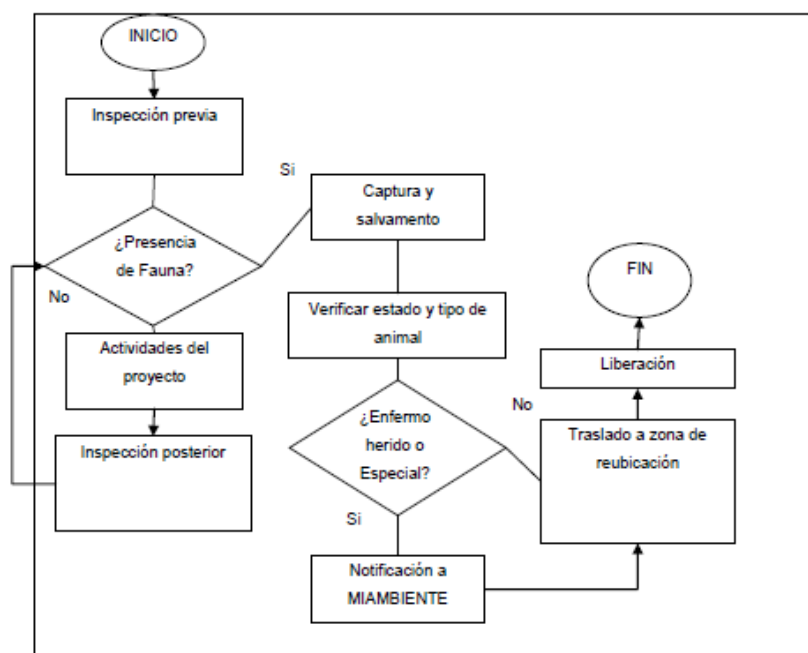 INICIO
Inspección previa
¿Presencia
de Fauna?
No
Si
Actividades del
proyecto
Inspección posterior
Captura y
salvamento
Verificar estado y tipo de
animal
¿Enfermo
herido o
Especial?
Si
No
Notificación a
MIAMBIENTE
Traslado a zona de
reubicación
Liberación
FIN